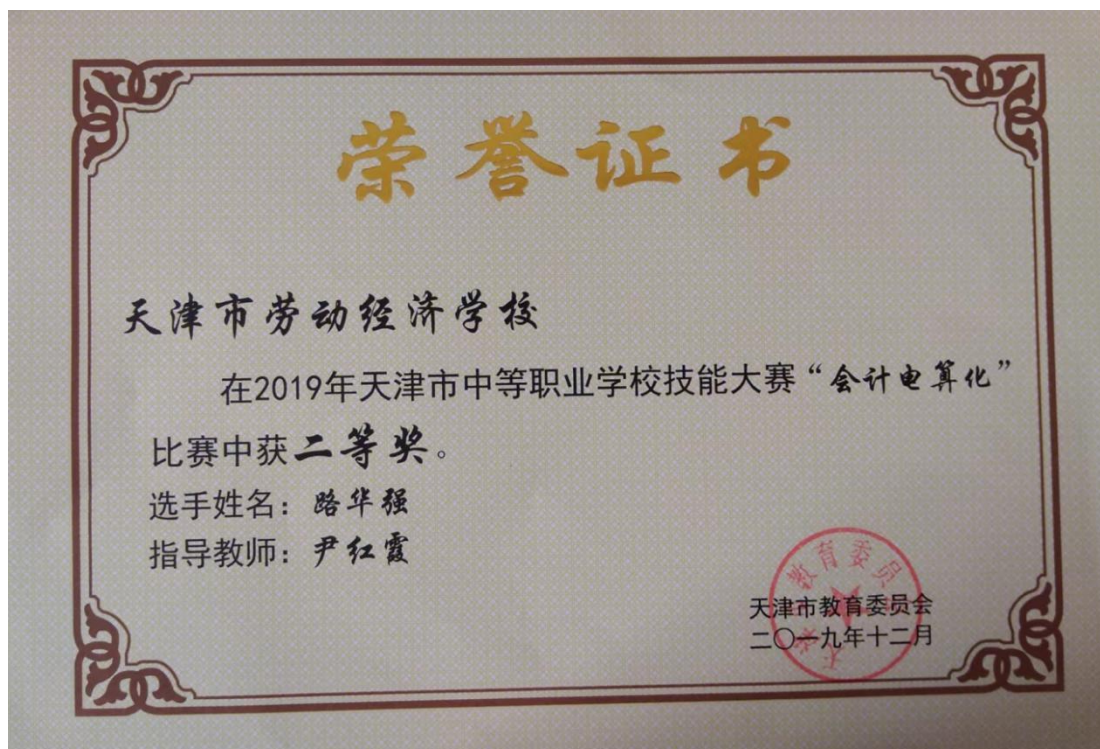 荣誉证书
天津市劳动经济学校
在2019年天津市中等职业学校技能大赛“会计电算化”
比赛中获二等奖。
选手姓名：路华强
指导教师：尹红霞
天津市教育委员会
二〇一九年十二月